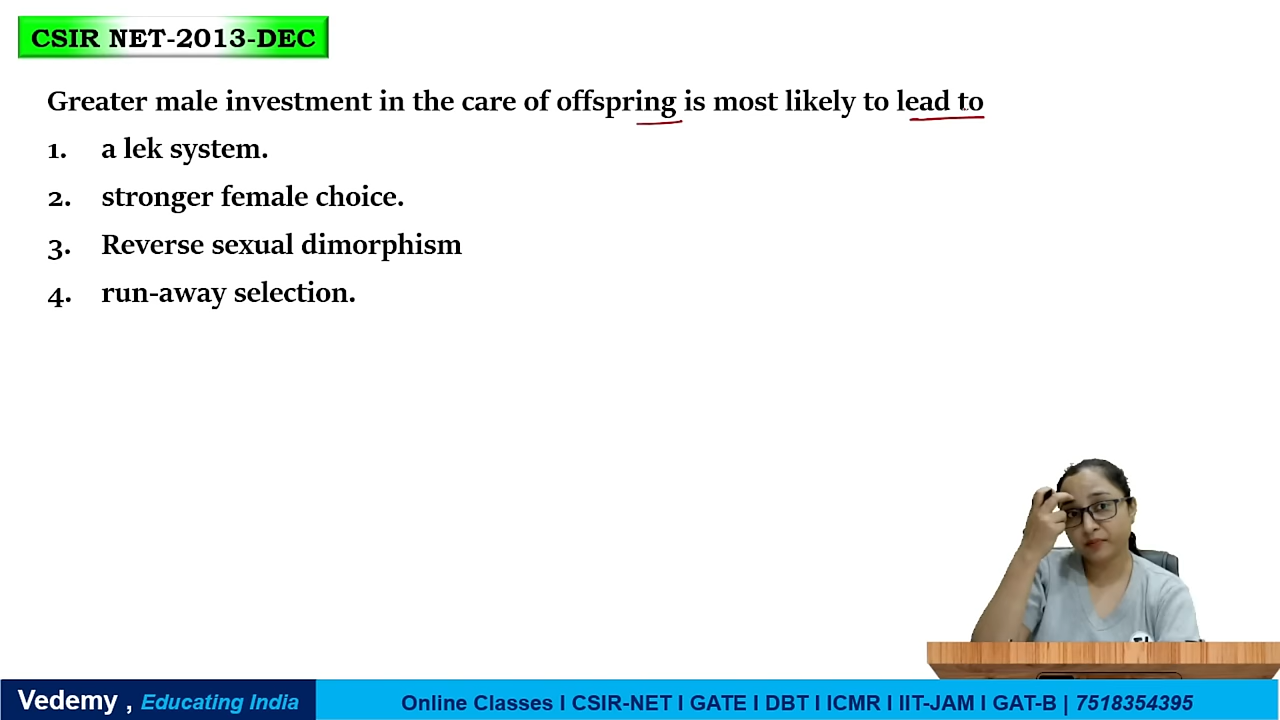 CSIR NET-2013-DEC
Greater male investment in the care of offspring is most likely to lead to
1. a lek system.
2. stronger female choice.
3. Reverse sexual dimorphism
4. run-away selection.
Vedemy , Educating India
Online Classes I CSIR-NET I GATE I DBT I ICMR I IIT-JAM I GAT-B | 7518354395